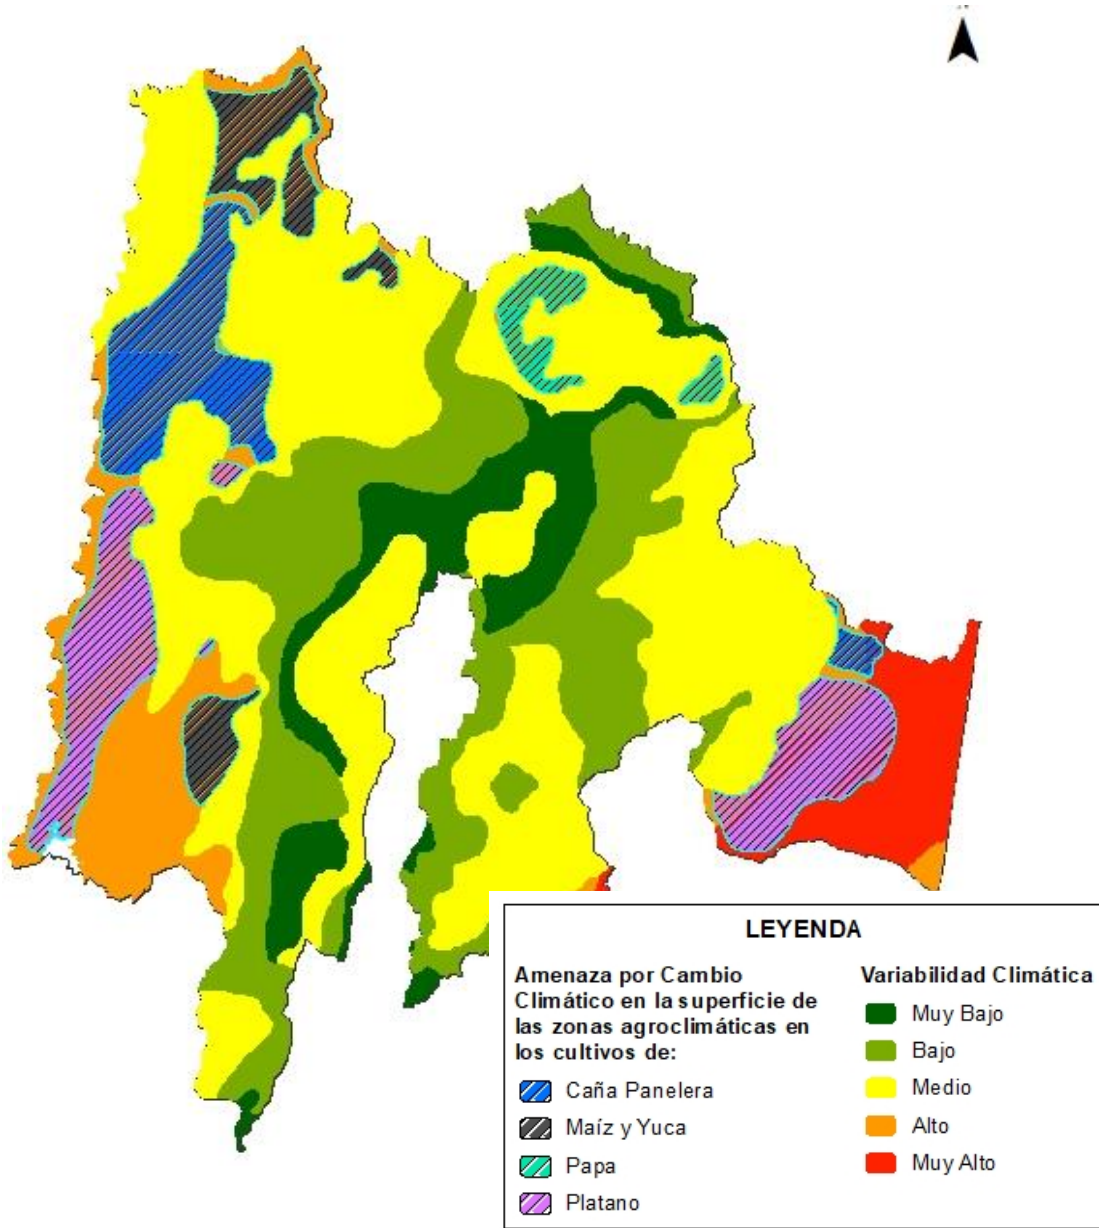 LEYENDA
Amenaza por Cambio
Climático en la superficie de
las zonas agroclimáticas en
los cultivos de:
Caña Panelera
Maíz y Yuca
Papa
Platano
Variabilidad Climática
Muy Bajo
Bajo
Medio
Alto
Muy Alto